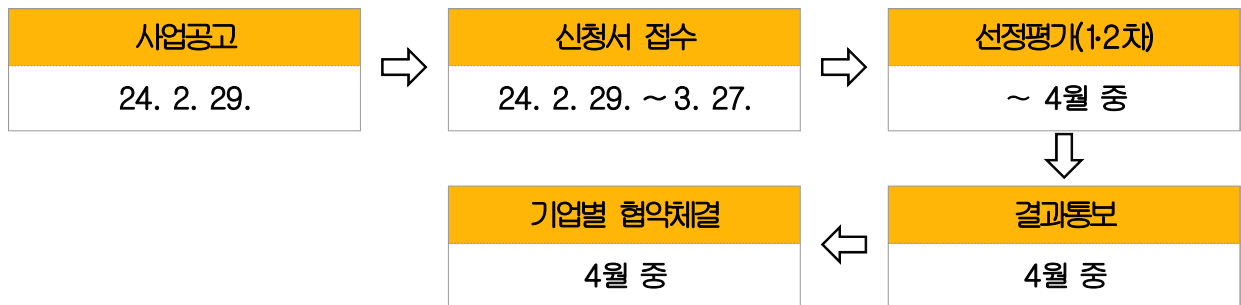 사업공고
24. 2. 29.
신청서 접수
24. 2. 29. ~ 3. 27.
선정평가(1·2차)
~ 4월 중
결과통보
4월 중
기업별 협약체결
4월 중